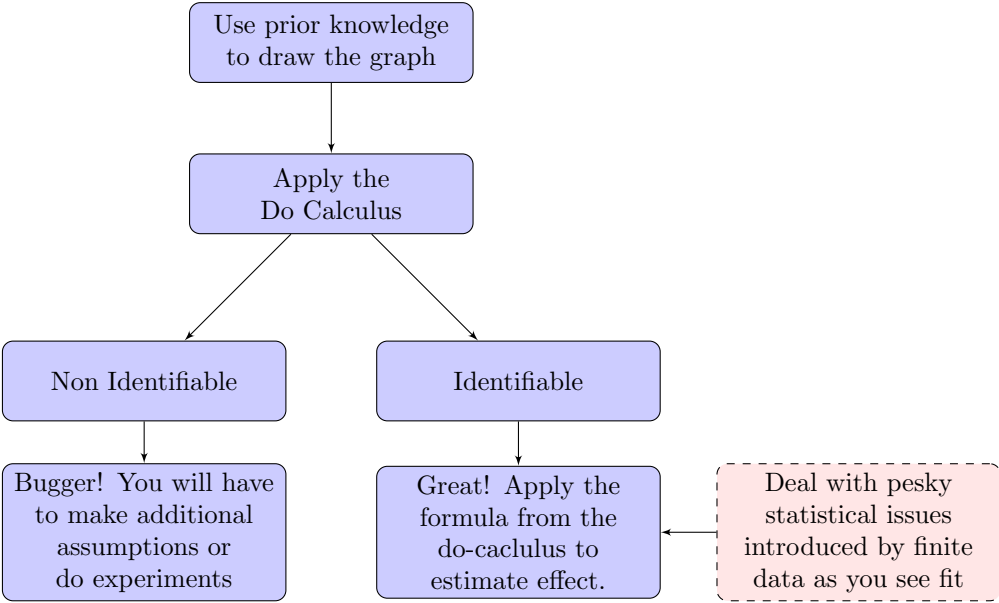 Use prior knowledge
to draw the graph
Apply the
Do Calculus
Non Identifiable
Identifiable
Bugger! You will have
to make additional
assumptions or
do experiments
Great! Apply the
formula from the
do-caclulus to
estimate effect.
Deal with pesky
statistical issues
introduced by finite
data as you see fit